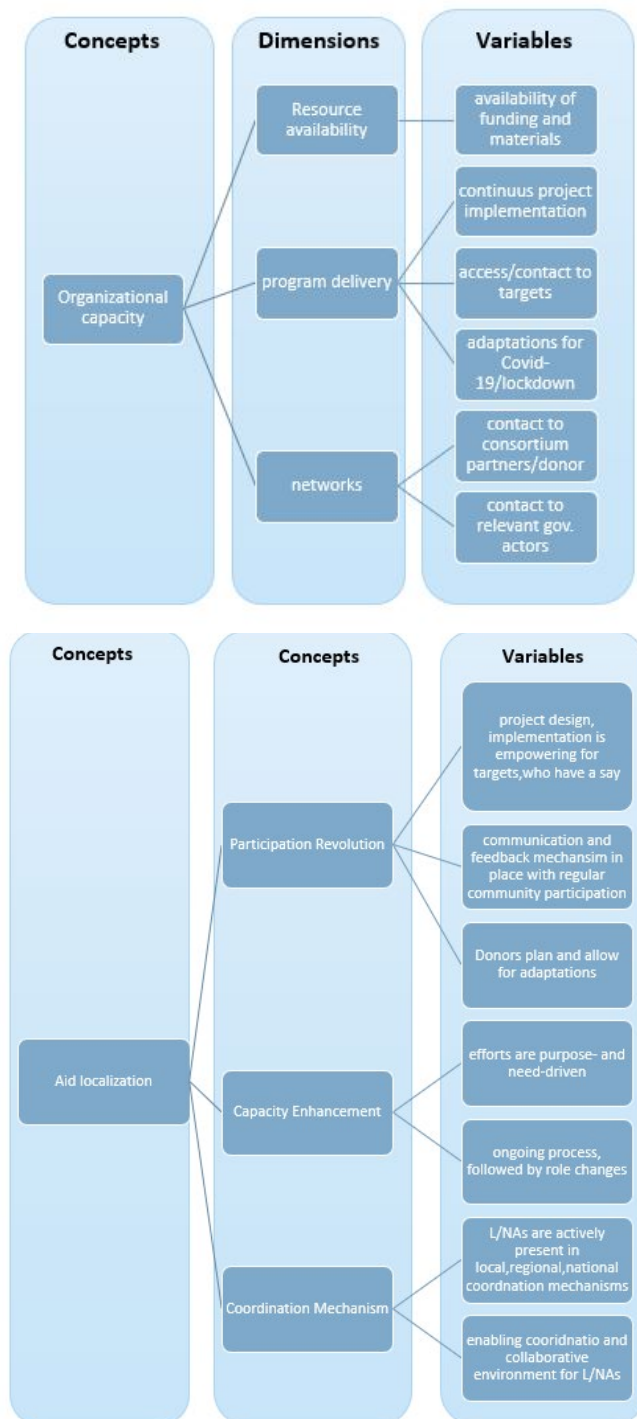 Concepts
Dimensions
Variables
Organizational
capacity
Resource
availability
program delivery
networks
availability of
funding and
materials
continuus project
implementation
access/contact to
targets
adaptations for
Covid-
19/lockdown
contact to
consortium
partners/donor
contact to
relevant gov.
actors
Concepts
Concepts
Variables
Aid localization
Participation Revolution
Capacity Enhancement
Coordination Mechanism
project design,
implementation is
empowering for
targets,who have a say
communication and
feedback mechansim in
place with regular
community participation
Donors plan and allow
for adaptations
efforts are purpose- and
need-driven
ongoing process,
followed by role changes
L/NAs are actively
present in
local,regional,national
coordnation mechanisms
enabling cooridnatio and
collaborative
environment for L/NAs